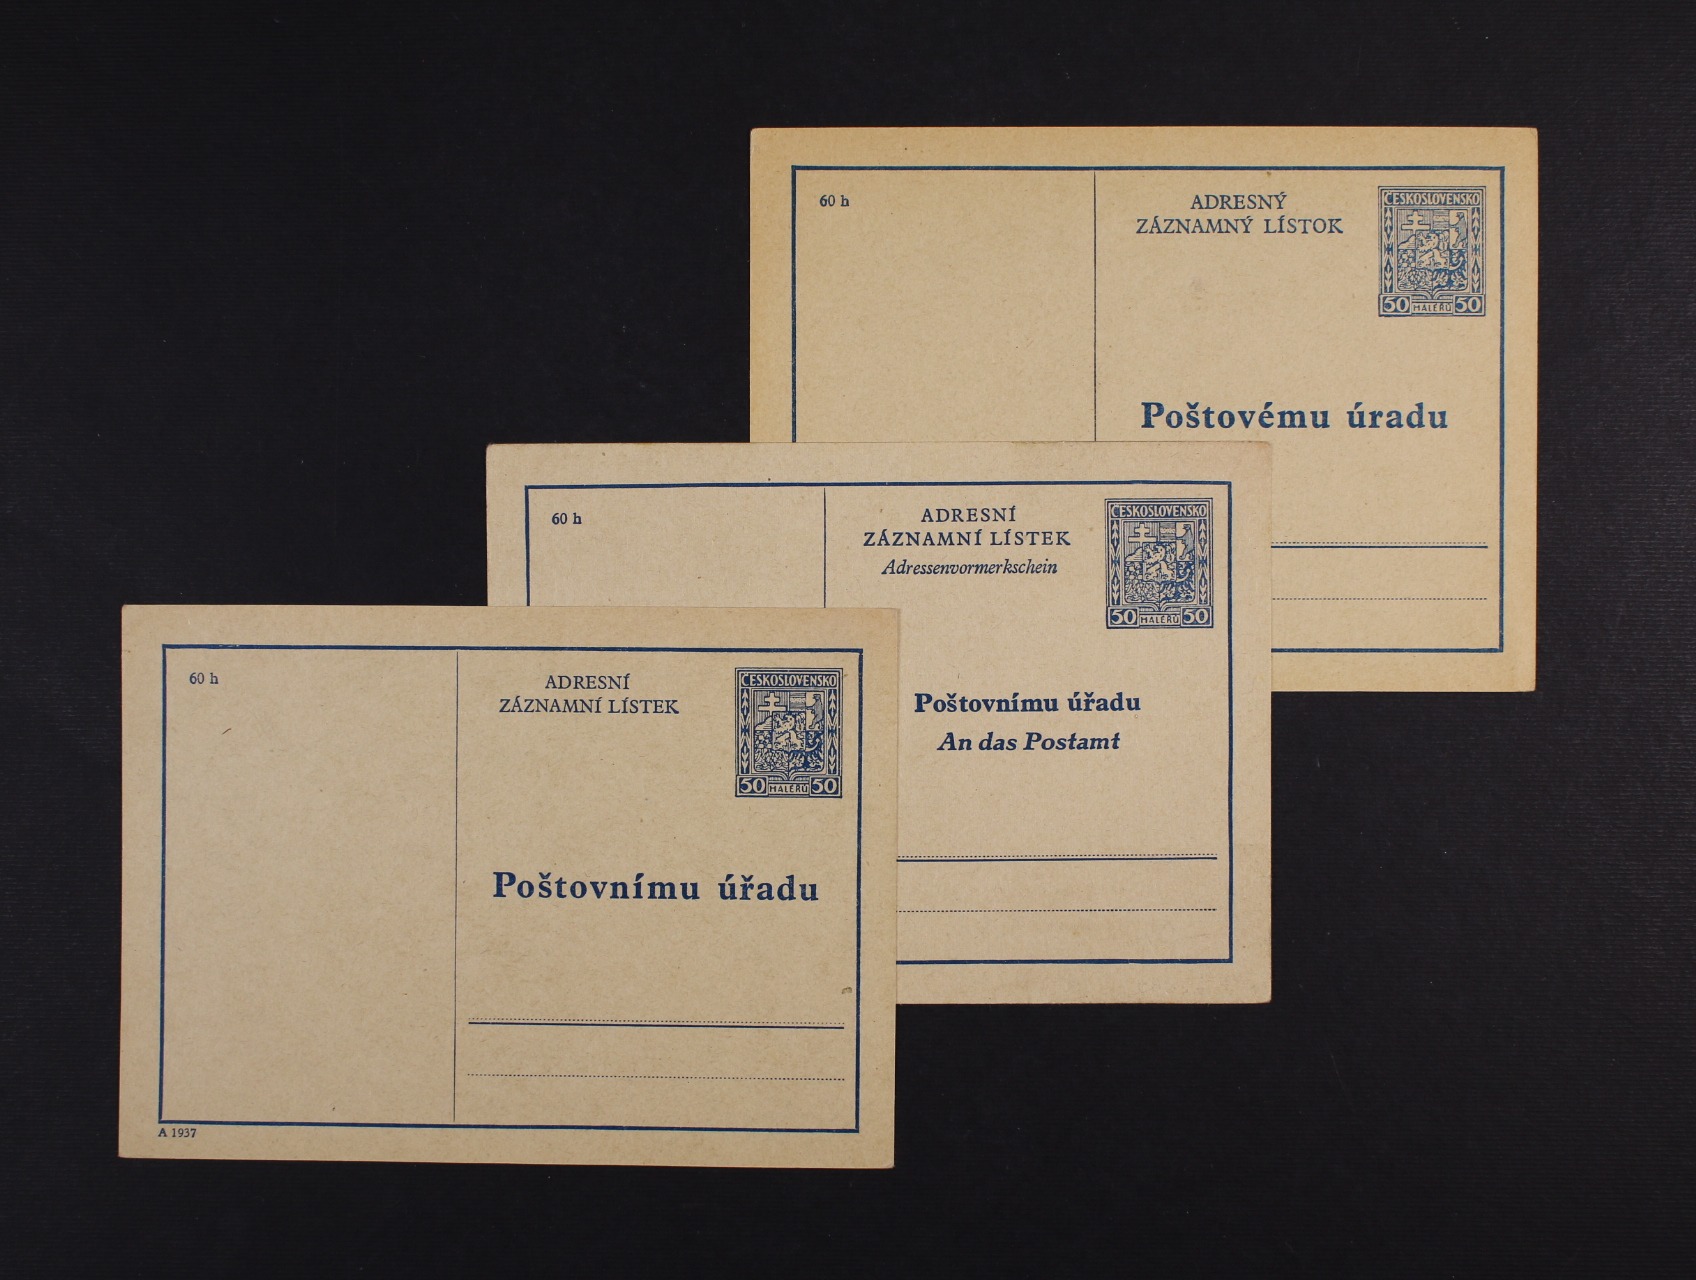 60 h
ADRESNÝ
ZÁZNAMNÝ LÍSTOK
ČESKOSLOVENSKO
50 HALÉŘŮ 50
Poštovému úradu
60 h
ADRESNÍ
ZÁZNAMNÍ LÍSTEK
Adressenvormerkschein
ČESKOSLOVENSKO
50 HALÉŘŮ 50
Poštovnímu úřadu
An das Postamt
60 h
ADRESNÍ
ZÁZNAMNÍ LÍSTEK
ČESKOSLOVENSKO
50 HALÉŘŮ 50
Poštovnímu úřadu
A 1937